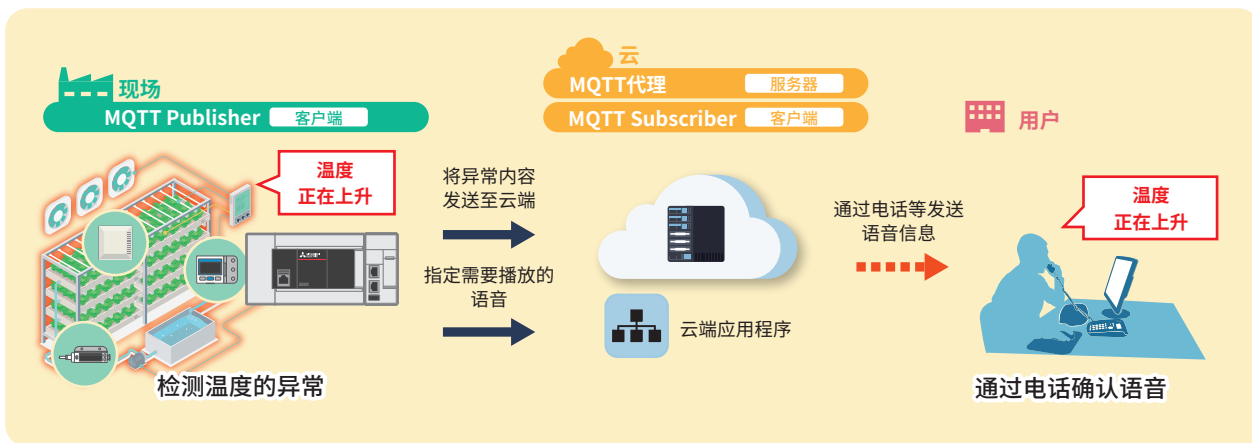 现场
MQTT Publisher 客户端
云
MQTT代理 服务器
MQTT Subscriber 客户端
用户
温度
正在上升
将异常内容
发送至云端
指定需要播放的
语音
云端应用程序
通过电话等发送
语音信息
温度
正在上升
检测温度的异常
通过电话确认语音